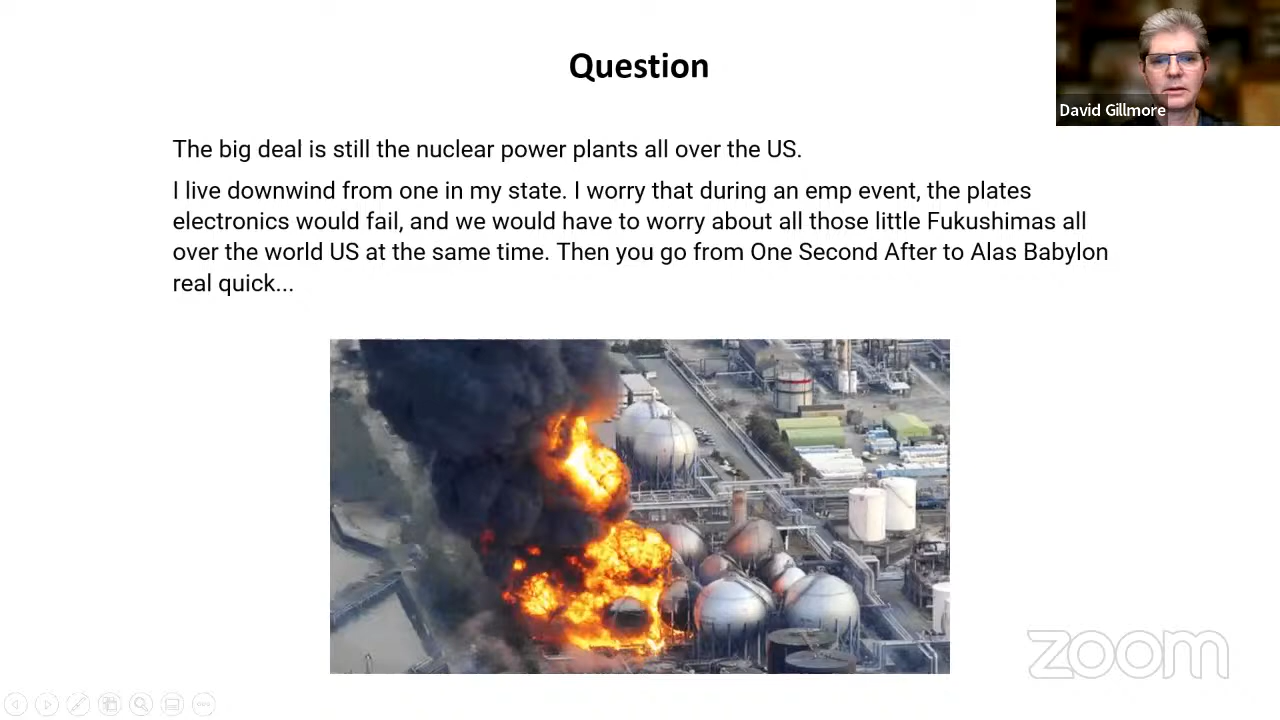 Question
David Gillmore
The big deal is still the nuclear power plants all over the US.
I live downwind from one in my state. I worry that during an emp event, the plates
electronics would fail, and we would have to worry about all those little Fukushimas all
over the world US at the same time. Then you go from One Second After to Alas Babylon
real quick...
zoom